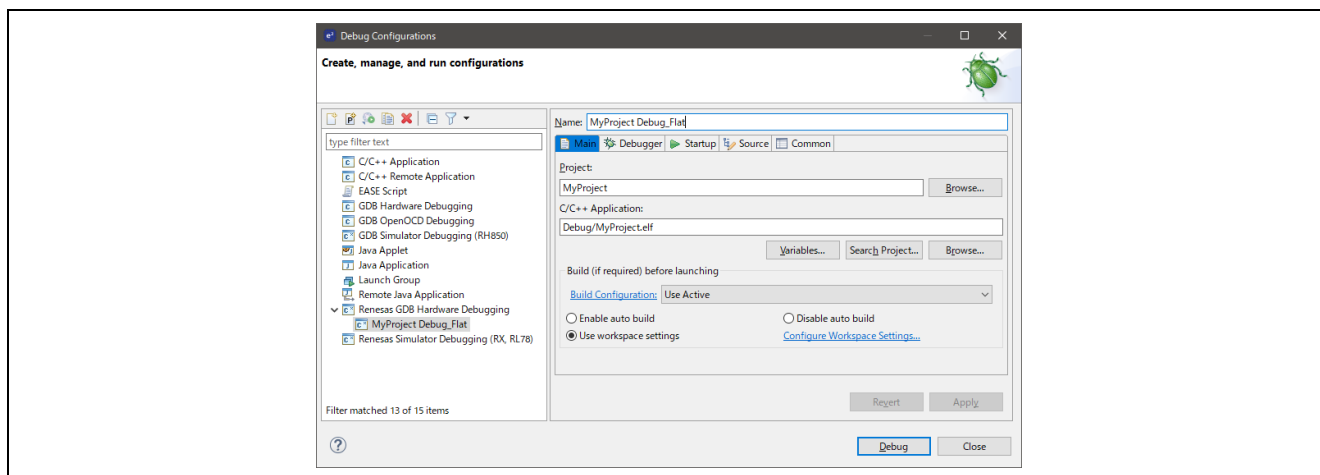 Debug Configurations
Create, manage, and run configurations
type filter text
C/C++ Application
C/C++ Remote Application
EASE Script
GDB Hardware Debugging
GDB OpenOCD Debugging
GDB Simulator Debugging (RH850)
Java Applet
Java Application
Launch Group
Remote Java Application
Renesas GDB Hardware Debugging
MyProject Debug_Flat
Renesas Simulator Debugging (RX, RL78)
Filter matched 13 of 15 items
Name: MyProject Debug_Flat
Main Debugger Startup Source Common
Project:
MyProject Browse...
C/C++ Application:
Debug/MyProject.elf
Variables... Search Project... Browse...
Build (if required) before launching
Build Configuration: Use Active
Enable auto build Disable auto build
Use workspace settings Configure Workspace Settings...
Revert Apply
Debug Close